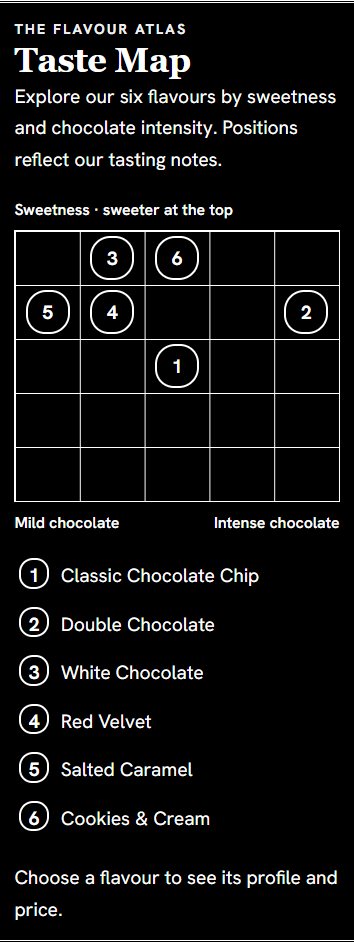 THE FLAVOUR ATLAS
Taste Map
Explore our six flavours by sweetness
and chocolate intensity. Positions
reflect our tasting notes.
Sweetness · sweeter at the top
3 6
5 4 2
1
Mild chocolate Intense chocolate
1 Classic Chocolate Chip
2 Double Chocolate
3 White Chocolate
4 Red Velvet
5 Salted Caramel
6 Cookies & Cream
Choose a flavour to see its profile and
price.